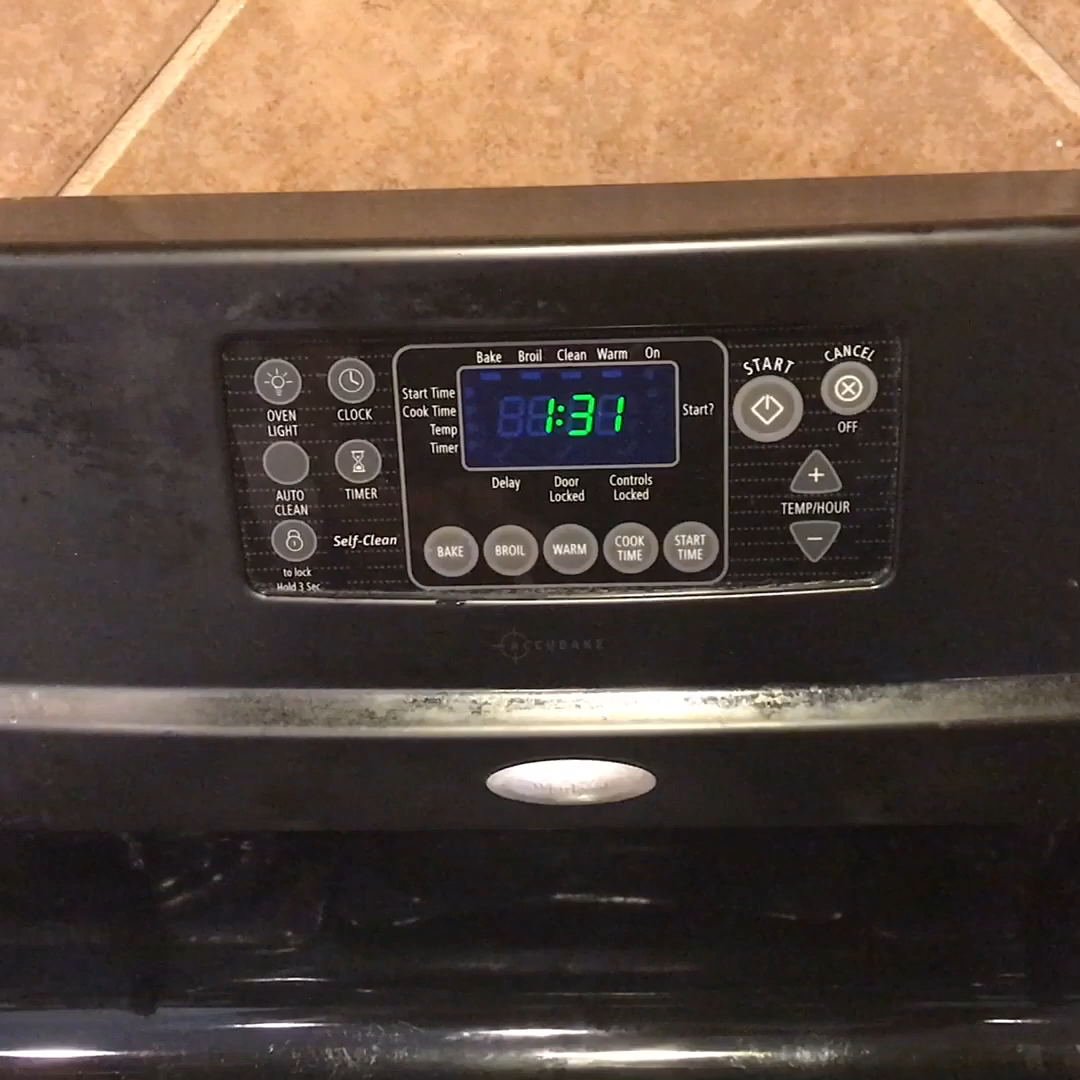 Bake Broil Clean Warm On
START
CANCEL
Start Time
Cook Time
Temp
Timer
1:31
Start?
OVEN
LIGHT
CLOCK
OFF
AUTO
CLEAN
TIMER
Delay
Door
Locked
Controls
Locked
TEMP/HOUR
to lock
Hold 3 Sec
Self-Clean
BAKE
BROIL
WARM
COOK
TIME
START
TIME
ACCUBAKE
Whirlpool